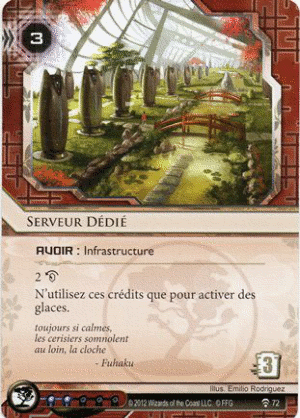 3
SERVEUR DÉDIÉ
AVOIR : Infrastructure
2
N'utilisez ces crédits que pour activer des
glaces.
toujours si calmes,
les cerisiers somnolent
au loin, la cloche
- Fuhaku
3
Illus. Emilio Rodriguez
© 2012 Wizards of the Coast LLC. © FFG 72